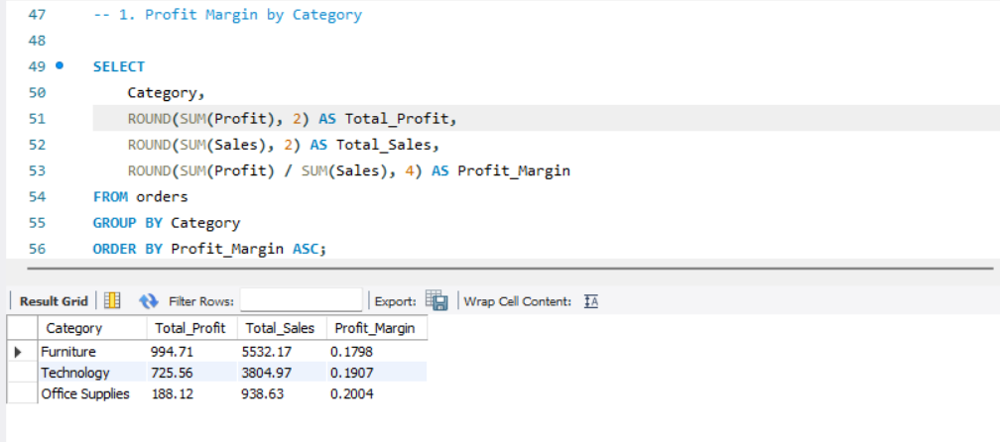 47 -- 1. Profit Margin by Category
48
49 SELECT
50 Category,
51 ROUND(SUM(Profit), 2) AS Total_Profit,
52 ROUND(SUM(Sales), 2) AS Total_Sales,
53 ROUND(SUM(Profit) / SUM(Sales), 4) AS Profit_Margin
54 FROM orders
55 GROUP BY Category
56 ORDER BY Profit_Margin ASC;
Result Grid Filter Rows: Export: Wrap Cell Content: IA
Category Total_Profit Total_Sales Profit_Margin
Furniture 994.71 5532.17 0.1798
Technology 725.56 3804.97 0.1907
Office Supplies 188.12 938.63 0.2004